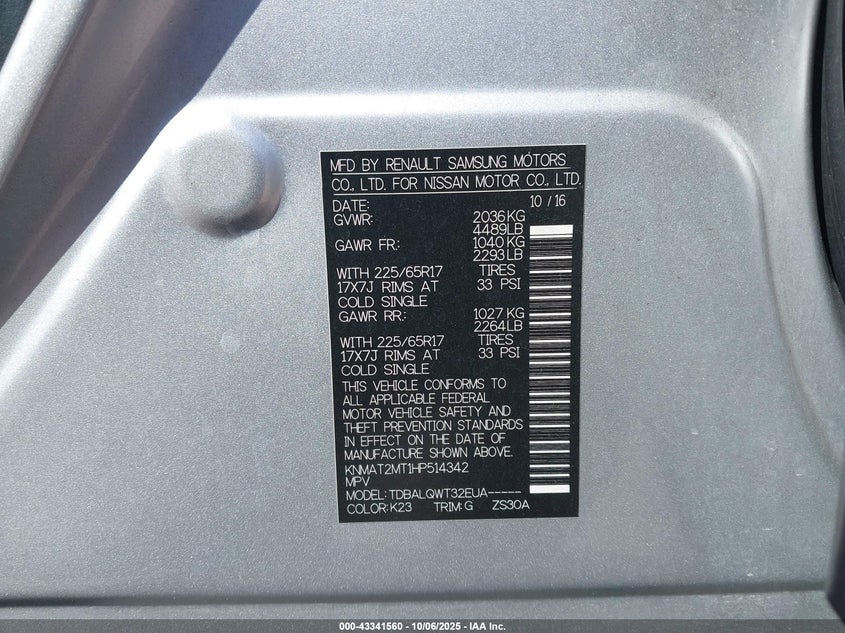 MFD BY RENAULT SAMSUNG MOTORS
CO., LTD. FOR NISSAN MOTOR CO., LTD.
DATE: 10 / 16
GVWR: 2036KG
4489LB
GAWR FR: 1040 KG
2293LB
WITH 225/65R17 TIRES
17X7J RIMS AT 33 PSI
COLD SINGLE
GAWR RR: 1027 KG
2264LB
WITH 225/65R17 TIRES
17X7J RIMS AT 33 PSI
COLD SINGLE
THIS VEHICLE CONFORMS TO
ALL APPLICABLE FEDERAL
MOTOR VEHICLE SAFETY AND
THEFT PREVENTION STANDARDS
IN EFFECT ON THE DATE OF
MANUFACTURE SHOWN ABOVE.
KNMAT2MT1HP514342
MPV
MODEL: TDBALQWT32EUA-----
COLOR: K23 TRIM: G ZS30A
000-43341560 - 10/06/2025 - IAA Inc.